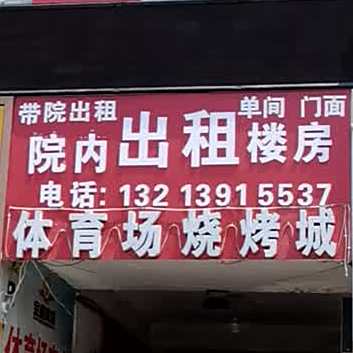 带院出租 单间 门面
院内出租楼房
电话: 132 1391 5537
体育场烧烤城